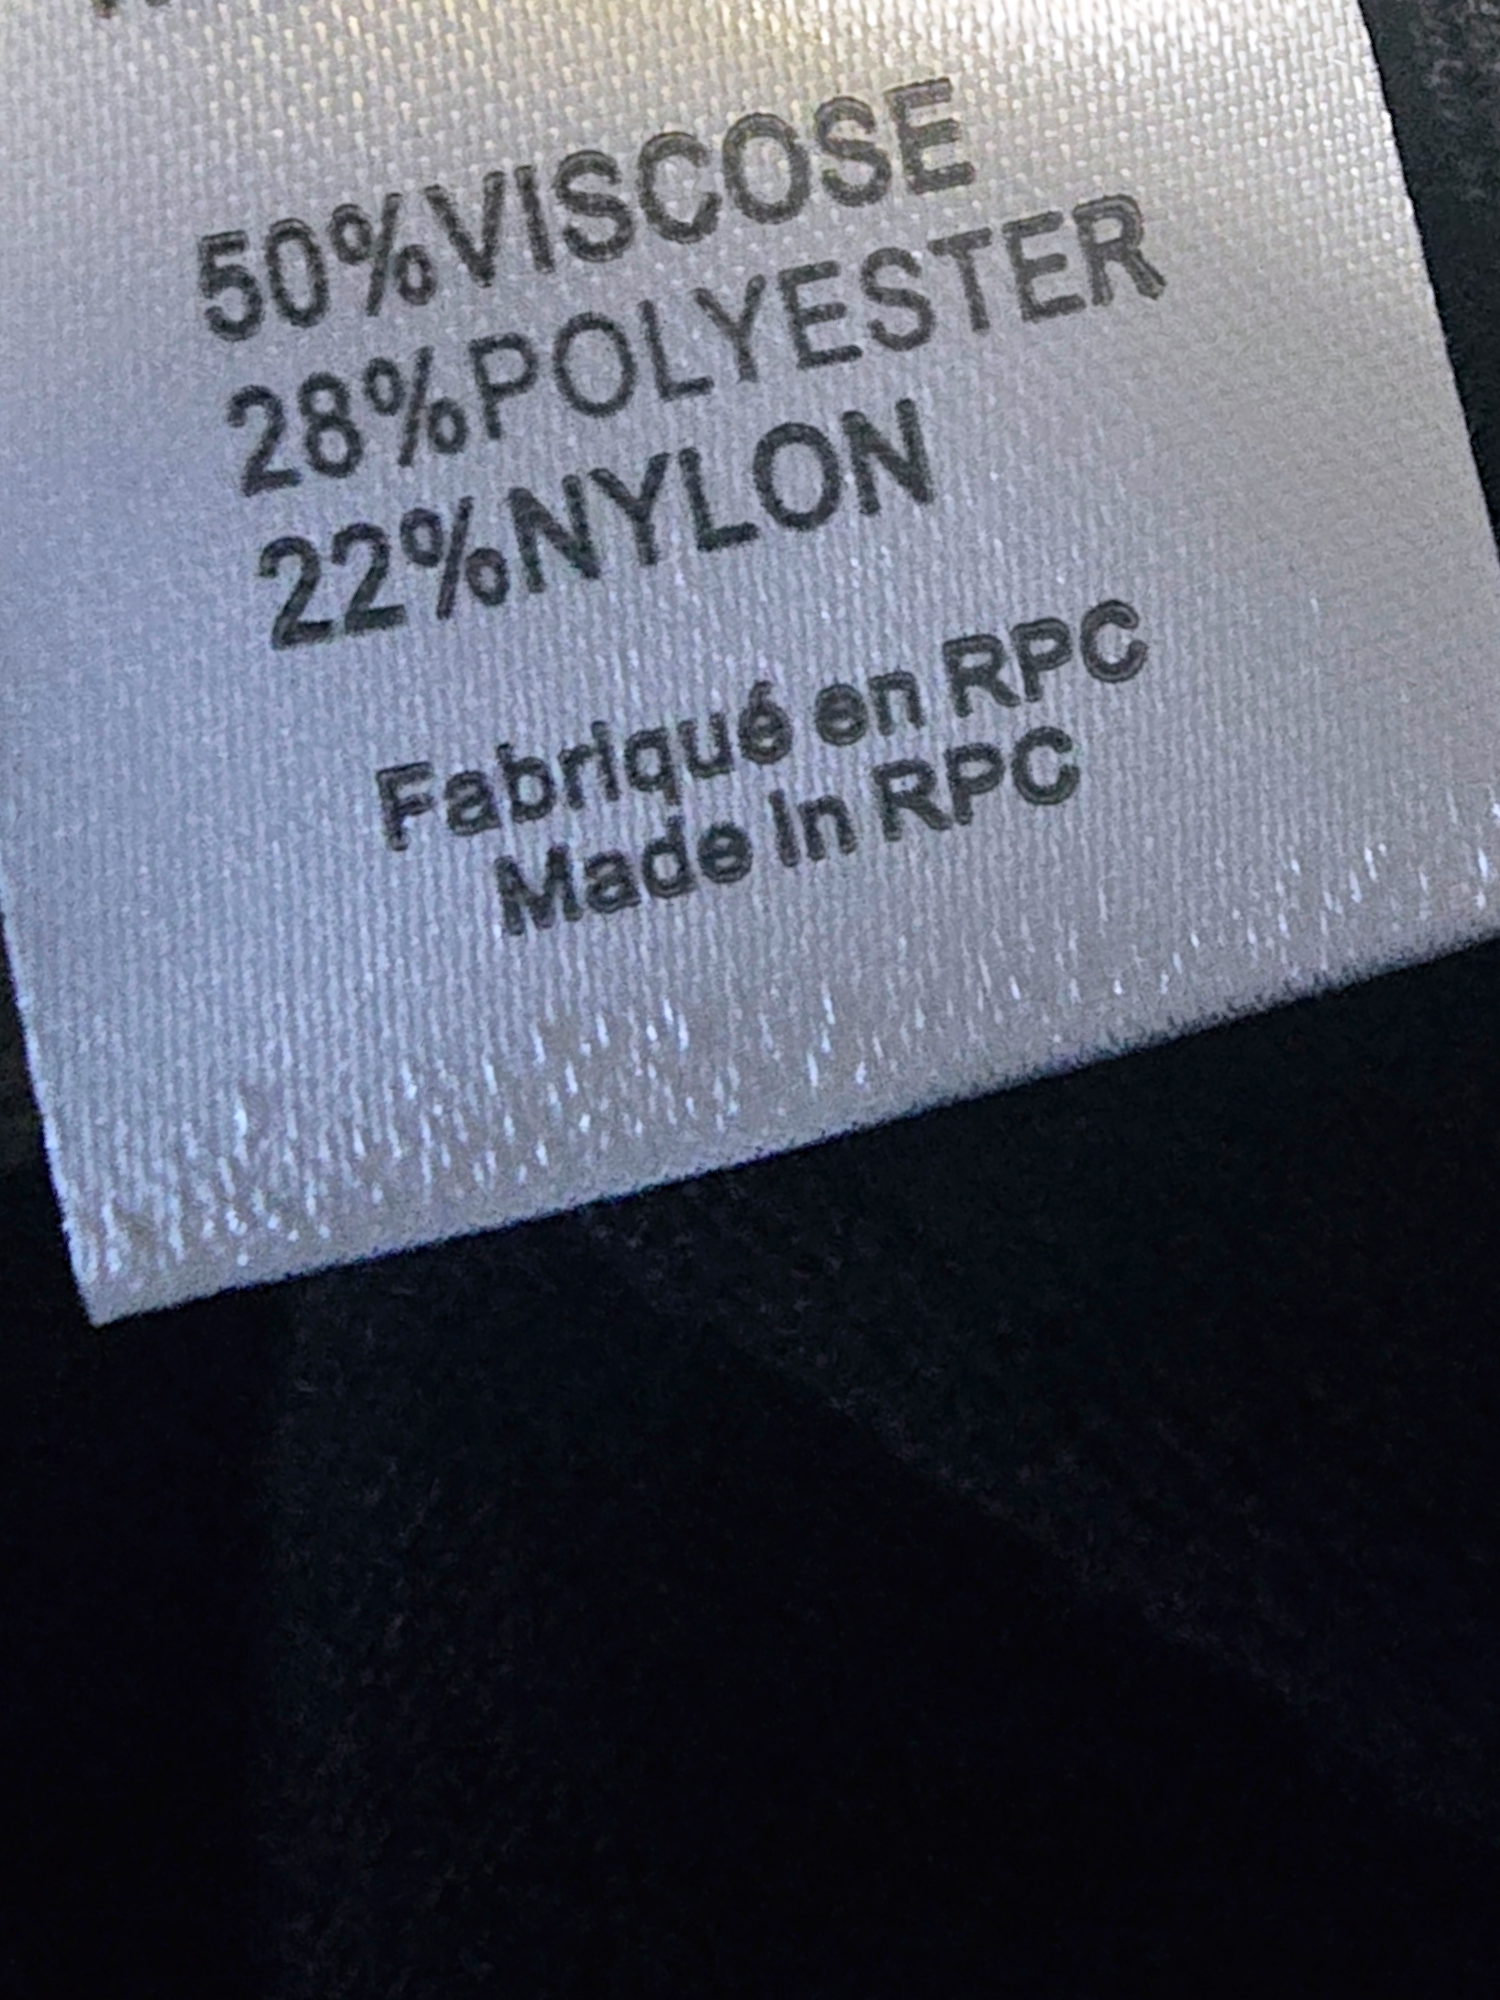 50%VISCOSE
28%POLYESTER
22%NYLON
Fabriqué en RPC
Made In RPC